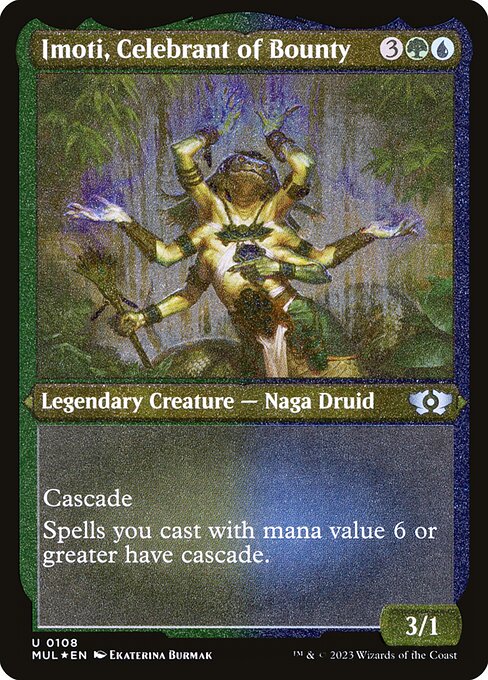 Imoti, Celebrant of Bounty 3
Legendary Creature — Naga Druid
Cascade
Spells you cast with mana value 6 or
greater have cascade.
3/1
U 0108
MUL★EN Ekaterina Burmak
™ & © 2023 Wizards of the Coast